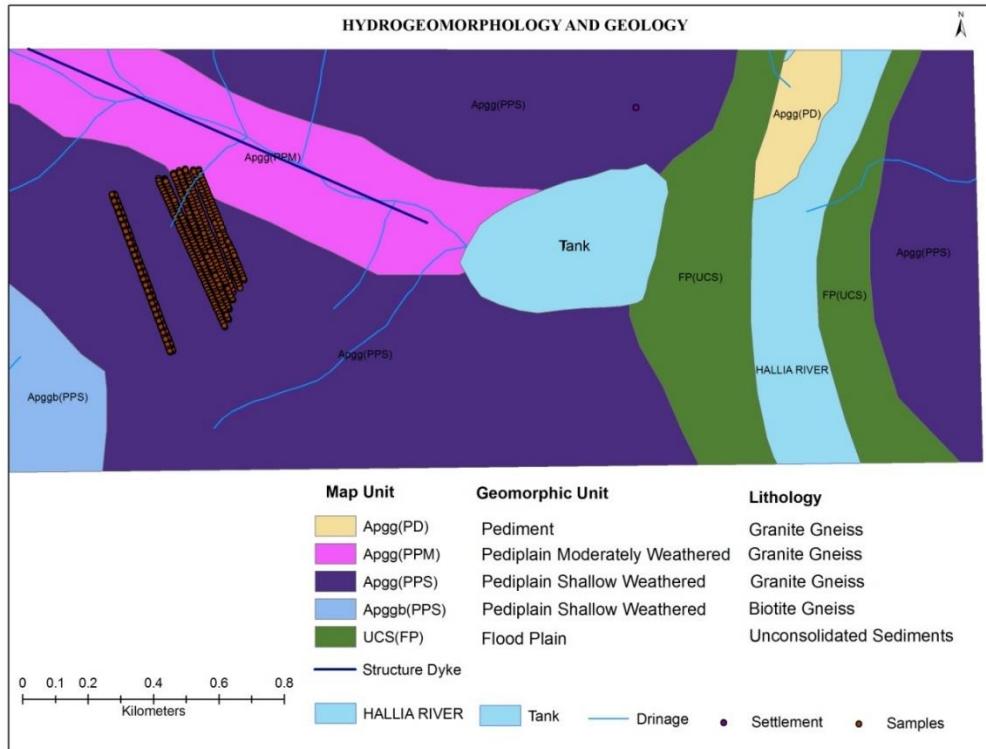 HYDROGEOMORPHOLOGY AND GEOLOGY
N
Apgg(PPS)
Apgg(PD)
Apgg(PPM)
Tank
Apgg(PPS)
FP(UCS)
FP(UCS)
Apgg(PPS)
HALLIA RIVER
Apggb(PPS)
Map Unit Geomorphic Unit Lithology
Apgg(PD) Pediment Granite Gneiss
Apgg(PPM) Pediplain Moderately Weathered Granite Gneiss
Apgg(PPS) Pediplain Shallow Weathered Granite Gneiss
Apggb(PPS) Pediplain Shallow Weathered Biotite Gneiss
UCS(FP) Flood Plain Unconsolidated Sediments
Structure Dyke
0 0.1 0.2 0.4 0.6 0.8
Kilometers
HALLIA RIVER Tank Drinage Settlement Samples